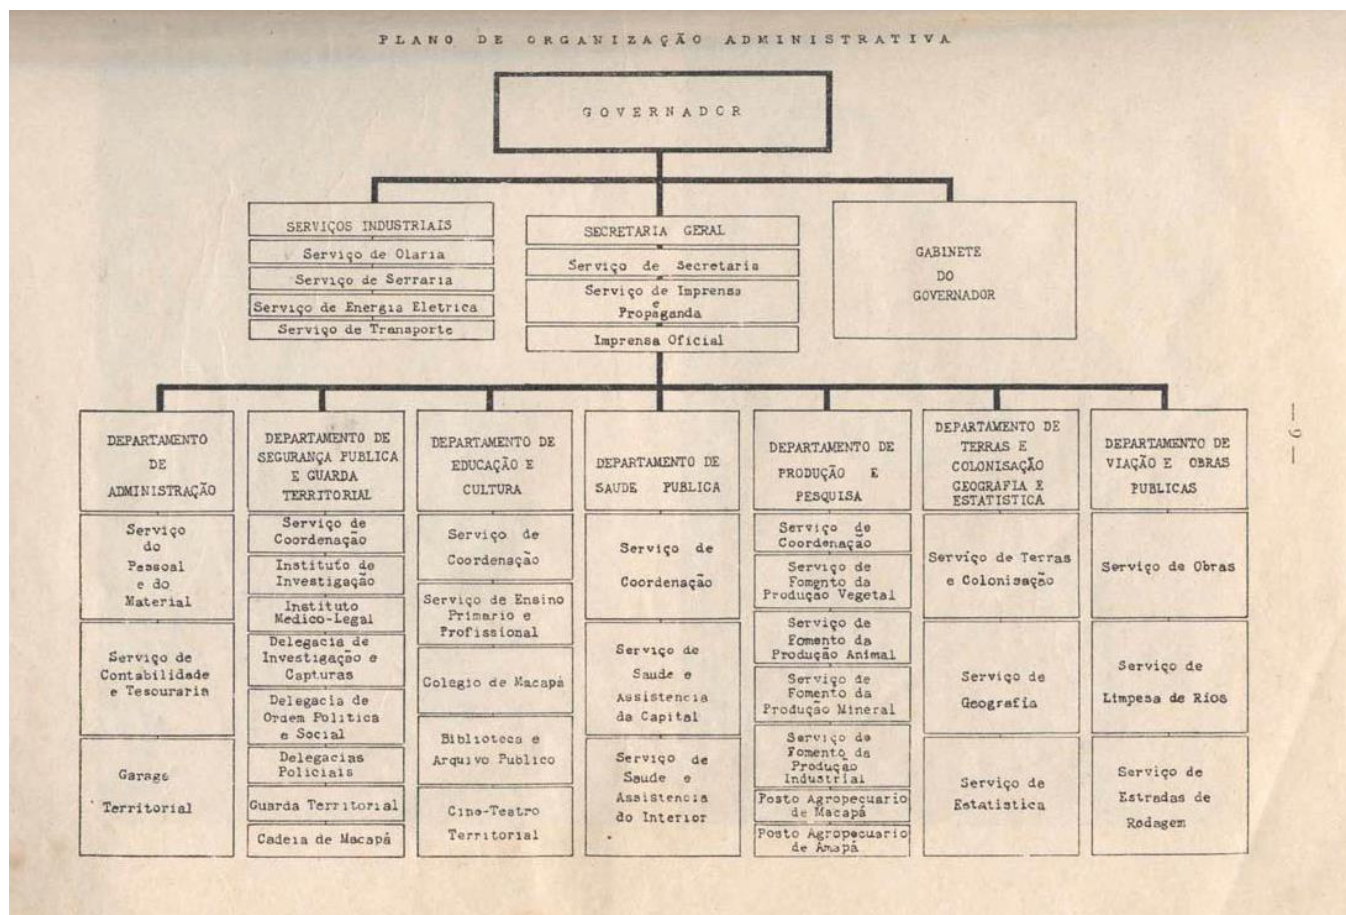 PLANO DE ORGANIZAÇÃO ADMINISTRATIVA
GOVERNADOR
SERVIÇOS INDUSTRIAIS
Serviço de Olaria
Serviço de Serraria
Serviço de Energia Eletrica
Serviço de Transporte
SECRETARIA GERAL
Serviço de Secretaria
Serviço de Imprensa
e
Propaganda
Imprensa Oficial
GABINETE
DO
GOVERNADOR
DEPARTAMENTO
DE
ADMINISTRAÇÃO
Serviço
do
Pessoal
e do
Material
Serviço de
Contabilidade
e Tesouraria
Garage
Territorial
DEPARTAMENTO DE
SEGURANÇA PUBLICA
E GUARDA
TERRITORIAL
Serviço de
Coordenação
Instituto de
Investigação
Instituto
Medico-Legal
Delegacia de
Investigação e
Capturas
Delegacia de
Ordem Politica
e Social
Delegacias
Policiais
Guarda Territorial
Cadeia de Macapá
DEPARTAMENTO DE
EDUCAÇÃO E
CULTURA
Serviço de
Coordenação
Serviço de Ensino
Primario e
Profissional
Colegio de Macapá
Biblioteca e
Arquivo Publico
Cine-Teatro
Territorial
DEPARTAMENTO DE
SAUDE PUBLICA
Serviço de
Coordenação
Serviço de
Saude e
Assistencia
da Capital
Serviço de
Saude e
Assistencia
do Interior
DEPARTAMENTO DE
PRODUÇÃO E
PESQUISA
Serviço de
Coordenação
Serviço de
Fomento da
Produção Vegetal
Serviço de
Fomento da
Produção Animal
Serviço de
Fomento da
Produção Mineral
Serviço de
Fomento da
Produção
Industrial
Posto Agropecuario
de Macapá
Posto Agropecuario
de Amapá
DEPARTAMENTO DE
TERRAS E
COLONISAÇÃO
GEOGRAFIA E
ESTATISTICA
Serviço de Terras
e Colonisação
Serviço de
Geografia
Serviço de
Estatistica
DEPARTAMENTO DE
VIAÇÃO E OBRAS
PUBLICAS
Serviço de Obras
Serviço de
Limpesa de Rios
Serviço de
Estradas de
Rodagem
— 9 —